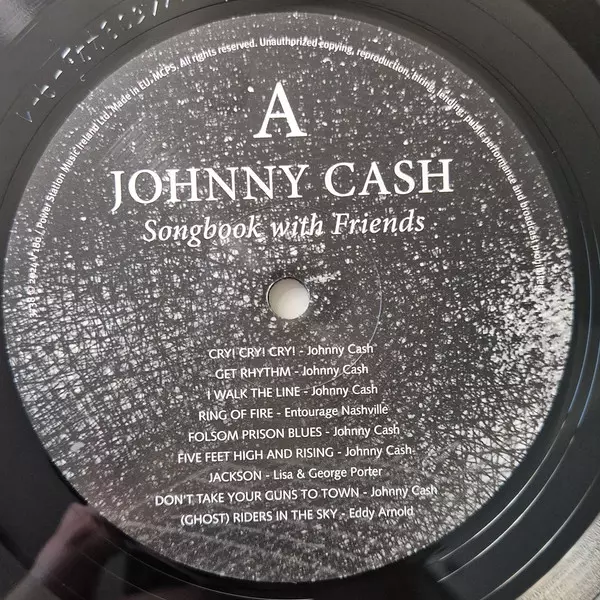 Power Station Music Ireland Ltd. Made in EU. MCPS. All rights reserved. Unauthorized copying, reproduction, hiring, lending, public performance and broadcast prohibited
A
JOHNNY CASH
Songbook with Friends
CRY! CRY! CRY! - Johnny Cash
GET RHYTHM - Johnny Cash
I WALK THE LINE - Johnny Cash
RING OF FIRE - Entourage Nashville
FOLSOM PRISON BLUES - Johnny Cash
FIVE FEET HIGH AND RISING - Johnny Cash
JACKSON - Lisa & George Porter
DON'T TAKE YOUR GUNS TO TOWN - Johnny Cash
(GHOST) RIDERS IN THE SKY - Eddy Arnold